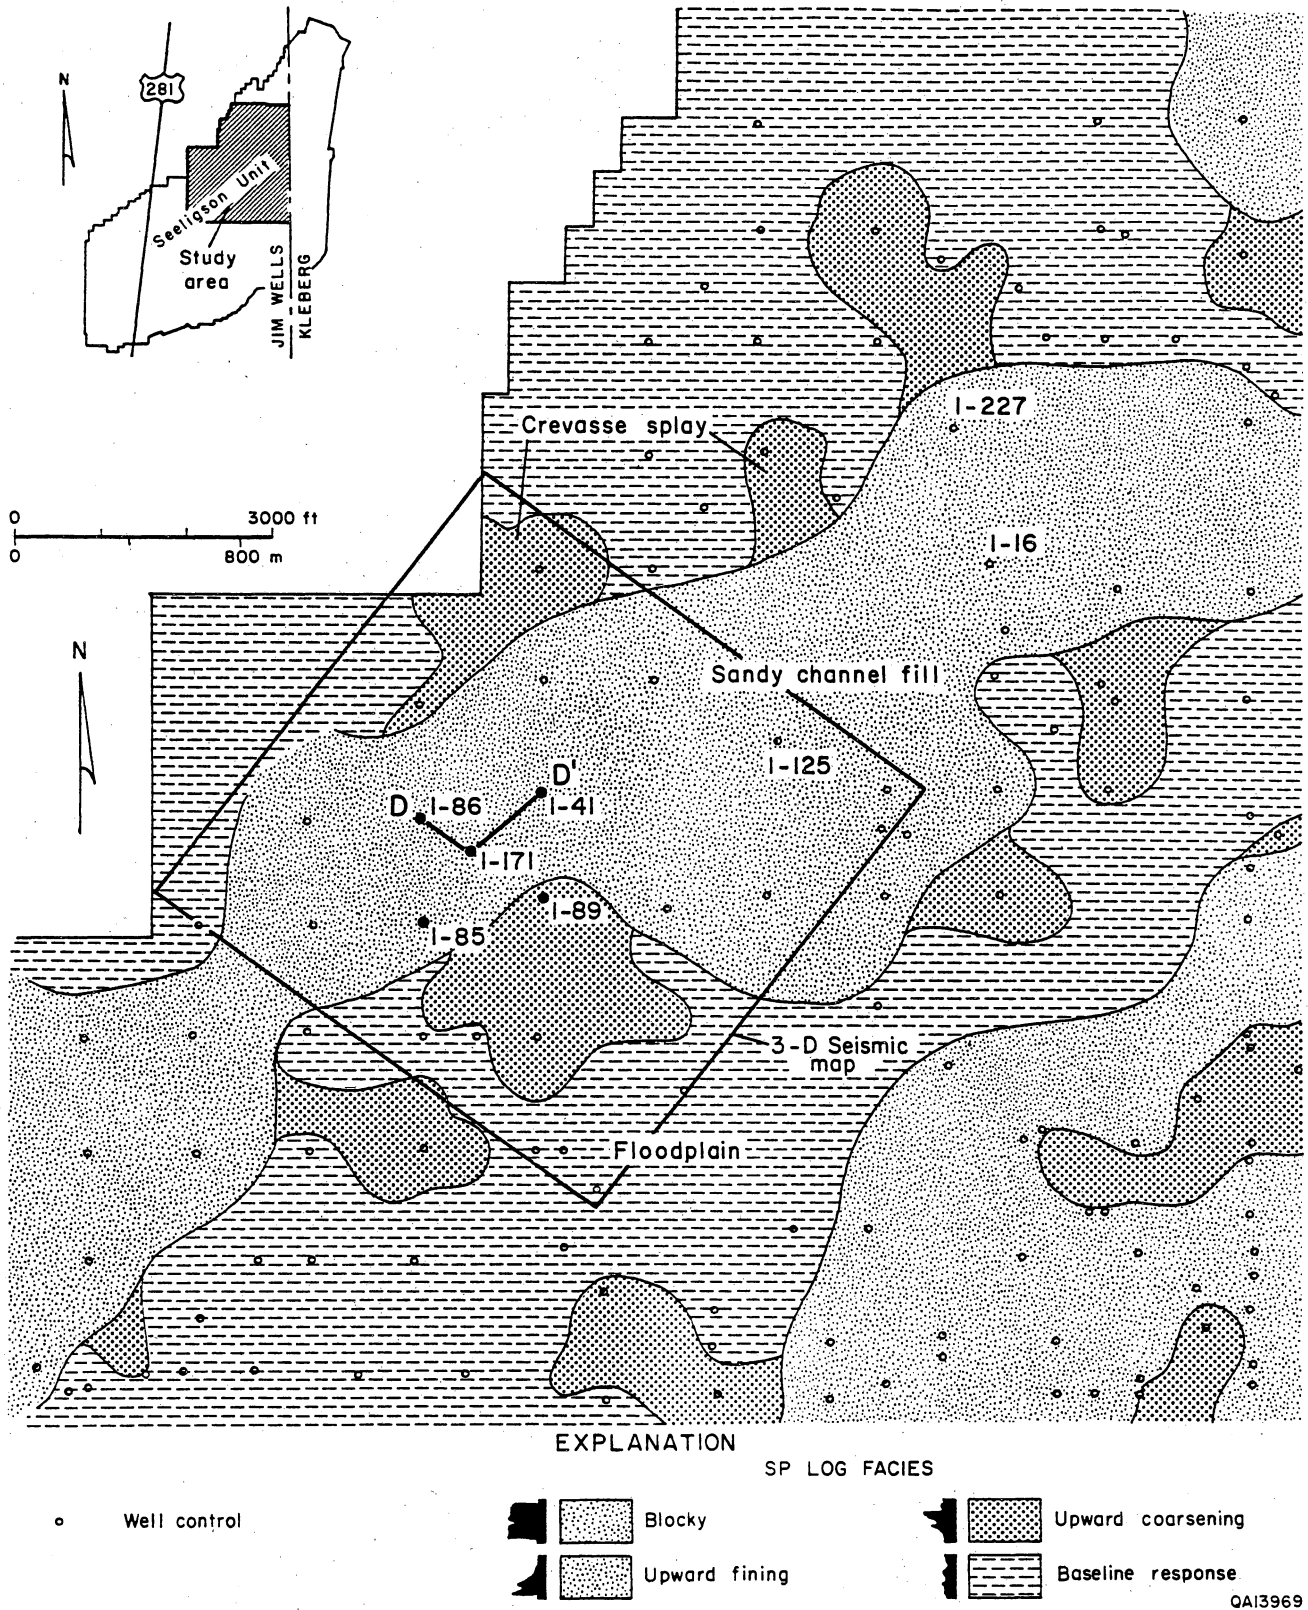 N
281
Seeligson Unit
Study
area
JIM WELLS
KLEBERG
I-227
Crevasse splay
0 3000 ft
0 800 m
I-16
N
Sandy channel fill
I-125
D'
D I-86
I-41
I-171
I-89
I-85
3-D Seismic
map
Floodplain
EXPLANATION
SP LOG FACIES
Well control
Blocky
Upward coarsening
Upward fining
Baseline response
QA13969